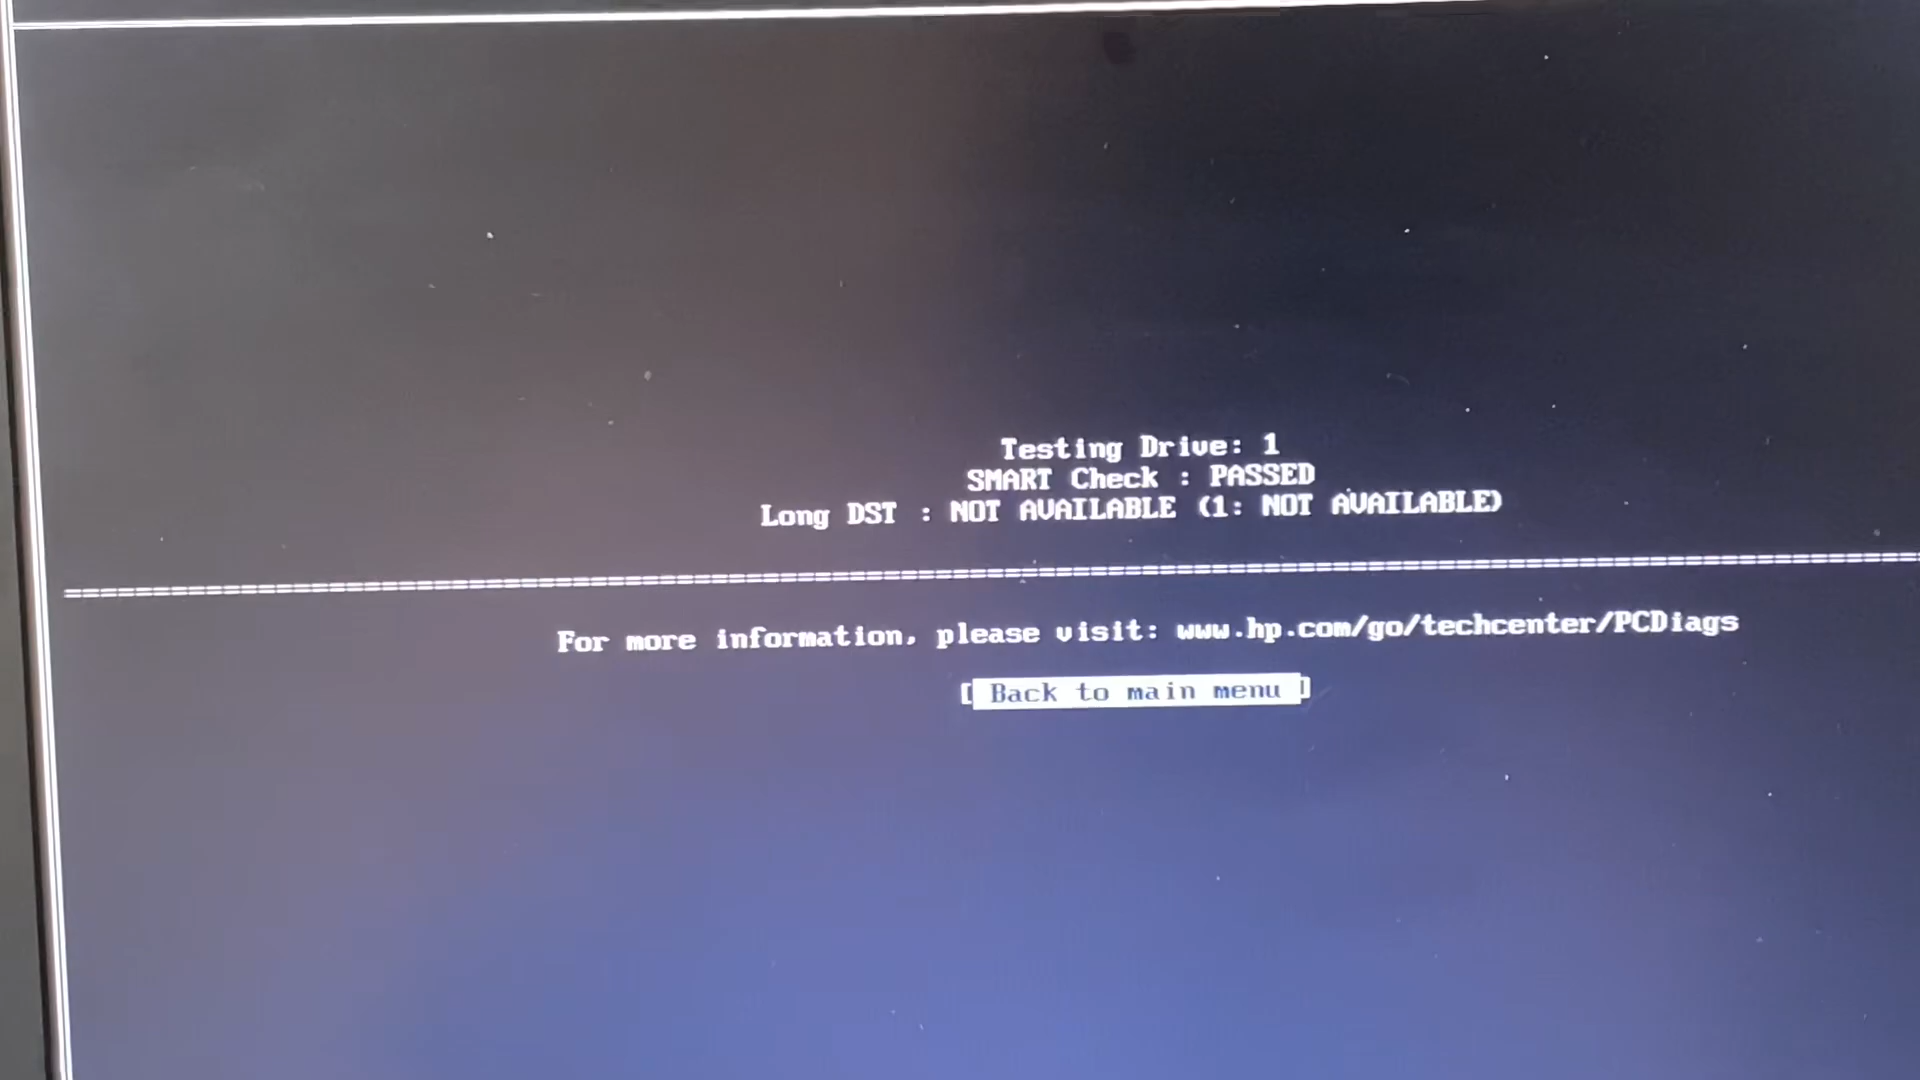 Testing Drive: 1
SMART Check : PASSED
Long DST : NOT AVAILABLE (1: NOT AVAILABLE)
================================================================================
For more information, please visit: www.hp.com/go/techcenter/PCDiags
[ Back to main menu ]